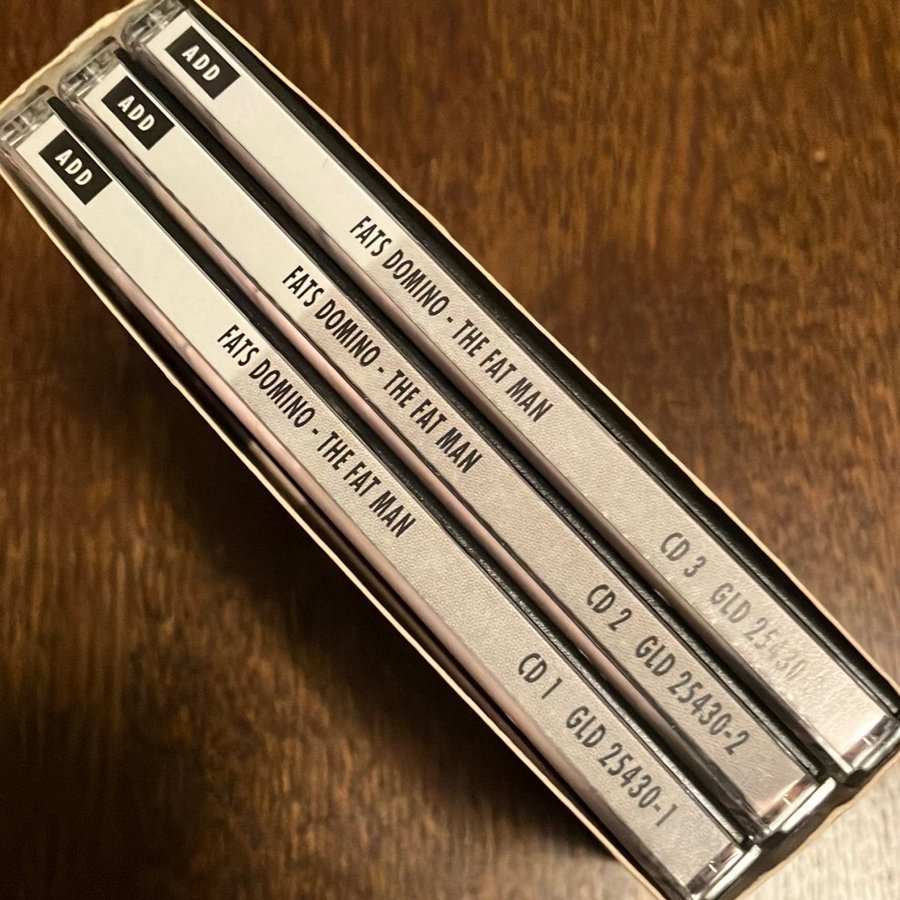 ADD FATS DOMINO - THE FAT MAN CD 3 GLD 25430
ADD FATS DOMINO - THE FAT MAN CD 2 GLD 25430-2
ADD FATS DOMINO - THE FAT MAN CD 1 GLD 25430-1